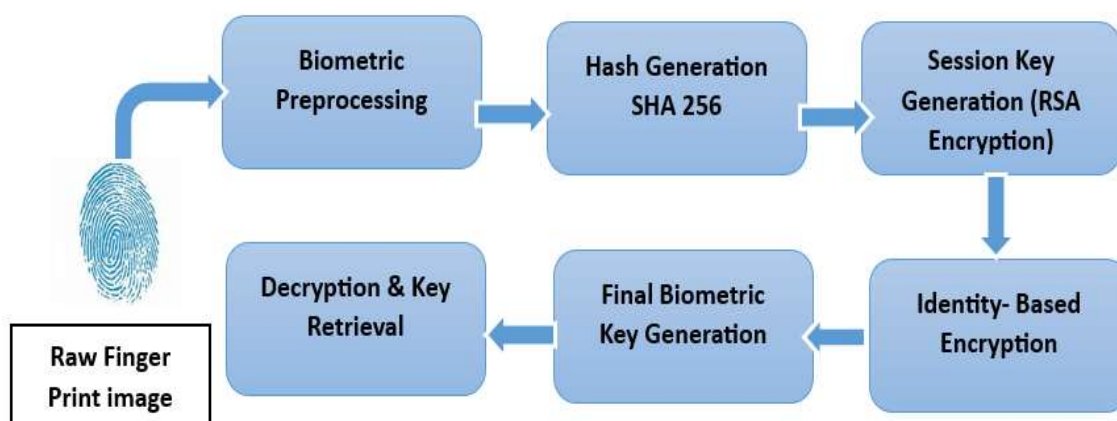 Biometric
Preprocessing
Hash Generation
SHA 256
Session Key
Generation (RSA
Encryption)
Decryption & Key
Retrieval
Final Biometric
Key Generation
Identity- Based
Encryption
Raw Finger
Print image